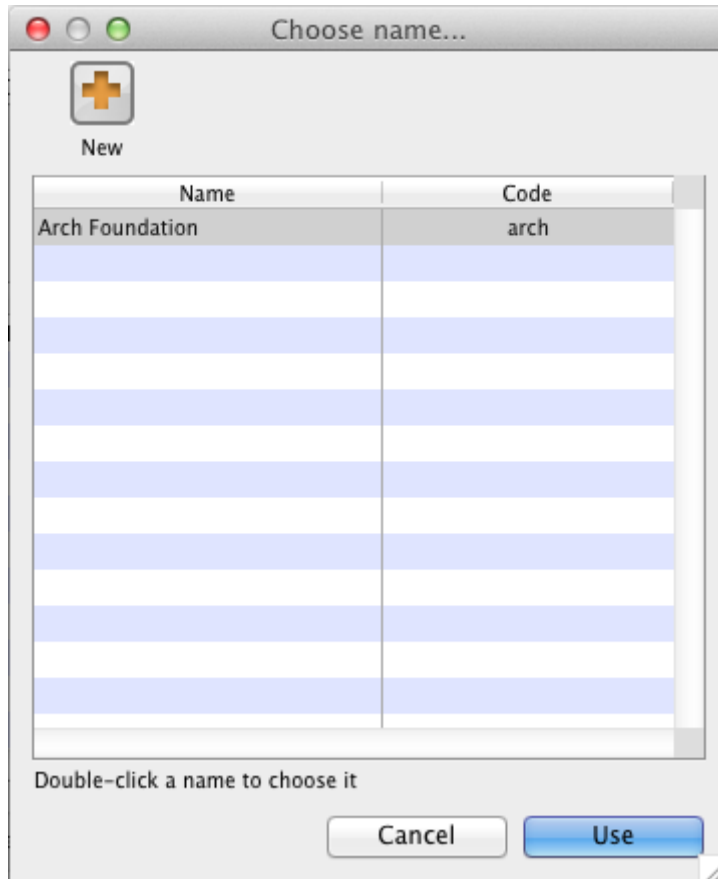 Choose name...
New
Name Code
Arch Foundation arch
Double-click a name to choose it
Cancel Use